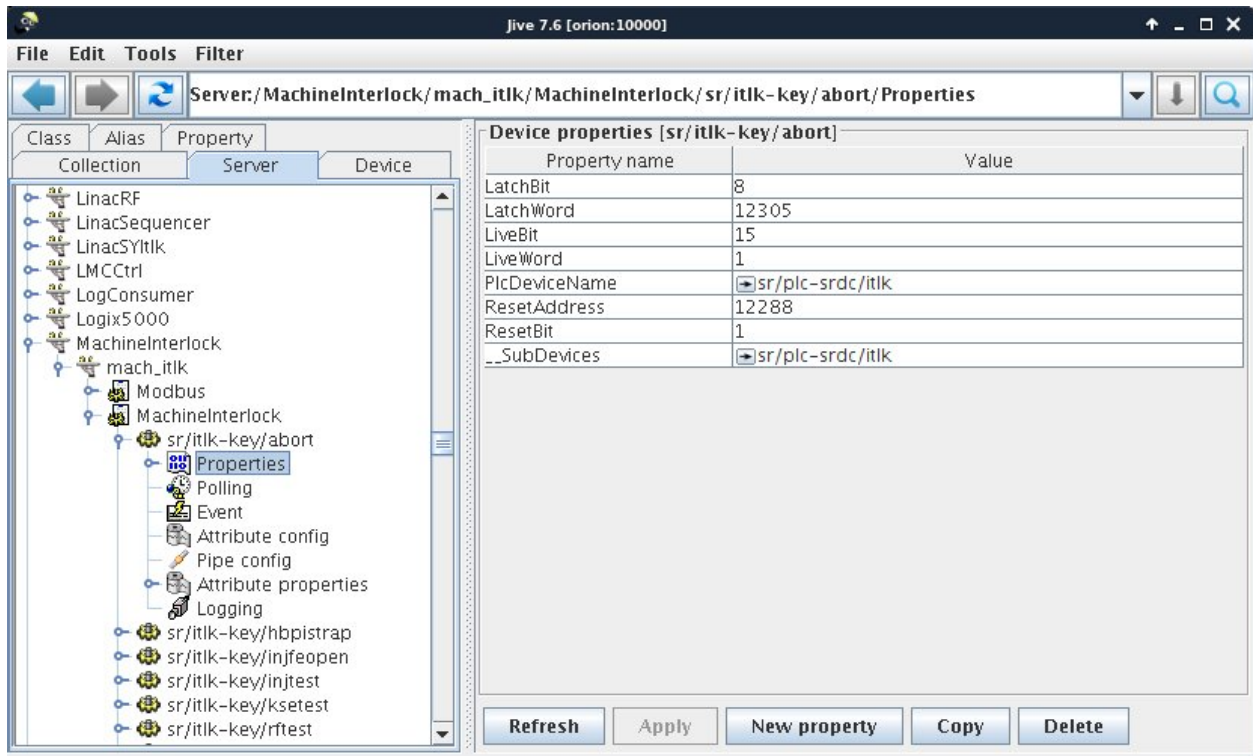 Jive 7.6 [orion:10000]
File Edit Tools Filter
Server:/MachineInterlock/mach_itlk/MachineInterlock/sr/itlk-key/abort/Properties
Class Alias Property
Collection Server Device
LinacRF
LinacSequencer
LinacSYItlk
LMCCtrl
LogConsumer
Logix5000
MachineInterlock
mach_itlk
Modbus
MachineInterlock
sr/itlk-key/abort
Properties
Polling
Event
Attribute config
Pipe config
Attribute properties
Logging
sr/itlk-key/hbpistrap
sr/itlk-key/injfeopen
sr/itlk-key/injtest
sr/itlk-key/ksetest
sr/itlk-key/rftest
Device properties [sr/itlk-key/abort]
Property name Value
LatchBit 8
LatchWord 12305
LiveBit 15
LiveWord 1
PlcDeviceName sr/plc-srdc/itlk
ResetAddress 12288
ResetBit 1
__SubDevices sr/plc-srdc/itlk
Refresh Apply New property Copy Delete